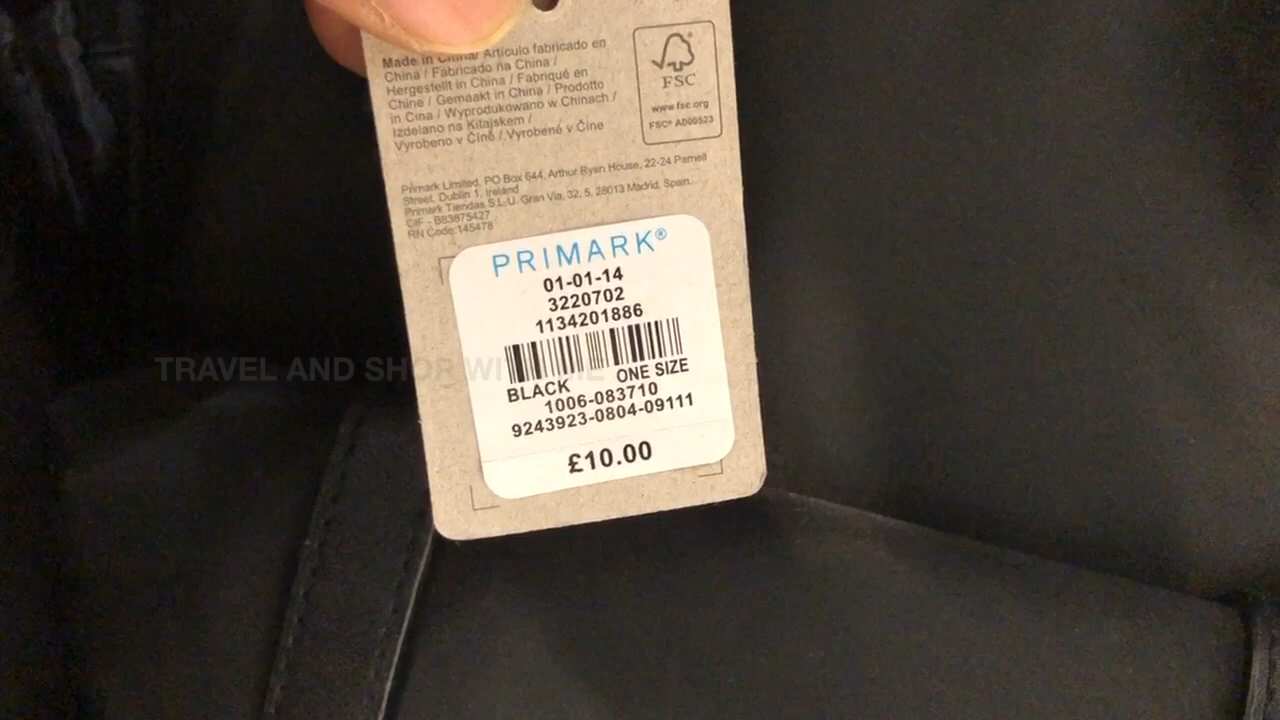 Made in China/ Artículo fabricado en
China / Fabricado na China /
Hergestellt in China / Fabriqué en
Chine / Gemaakt in China / Prodotto
in Cina / Wyprodukowano w Chinach /
Izdelano na Kitajskem /
Vyrobeno v Číně / Vyrobené v Číne
FSC
www.fsc.org
FSC® AD00523
Primark Limited, PO Box 644, Arthur Ryan House, 22-24 Parnell
Street, Dublin 1, Ireland
Primark Tiendas S.L.U. Gran Via, 32, 5, 28013 Madrid, Spain.
CIF - B83875427
RN Code:145478
PRIMARK®
01-01-14
3220702
1134201886
BLACK ONE SIZE
1006-083710
9243923-0804-09111
£10.00
TRAVEL AND SHOP WITH ME